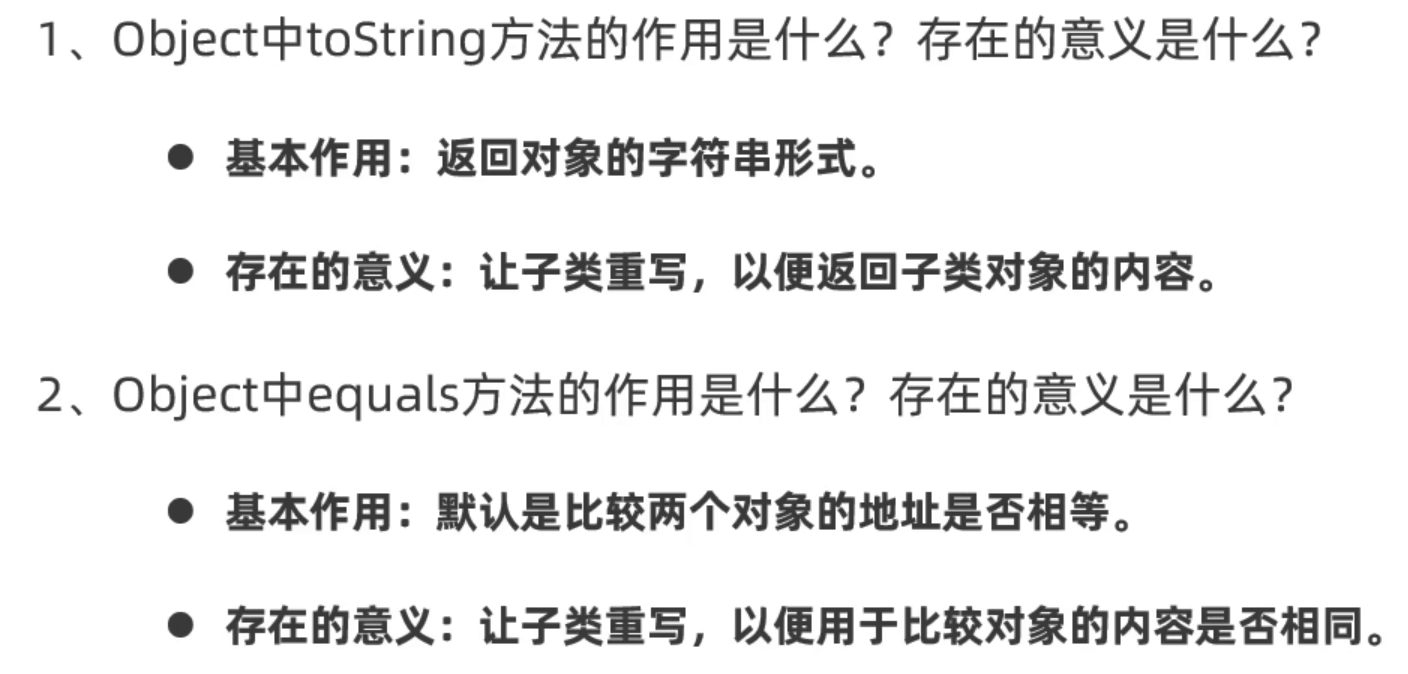 1、Object中toString方法的作用是什么？存在的意义是什么？
● 基本作用：返回对象的字符串形式。
● 存在的意义：让子类重写，以便返回子类对象的内容。
2、Object中equals方法的作用是什么？存在的意义是什么？
● 基本作用：默认是比较两个对象的地址是否相等。
● 存在的意义：让子类重写，以便用于比较对象的内容是否相同。